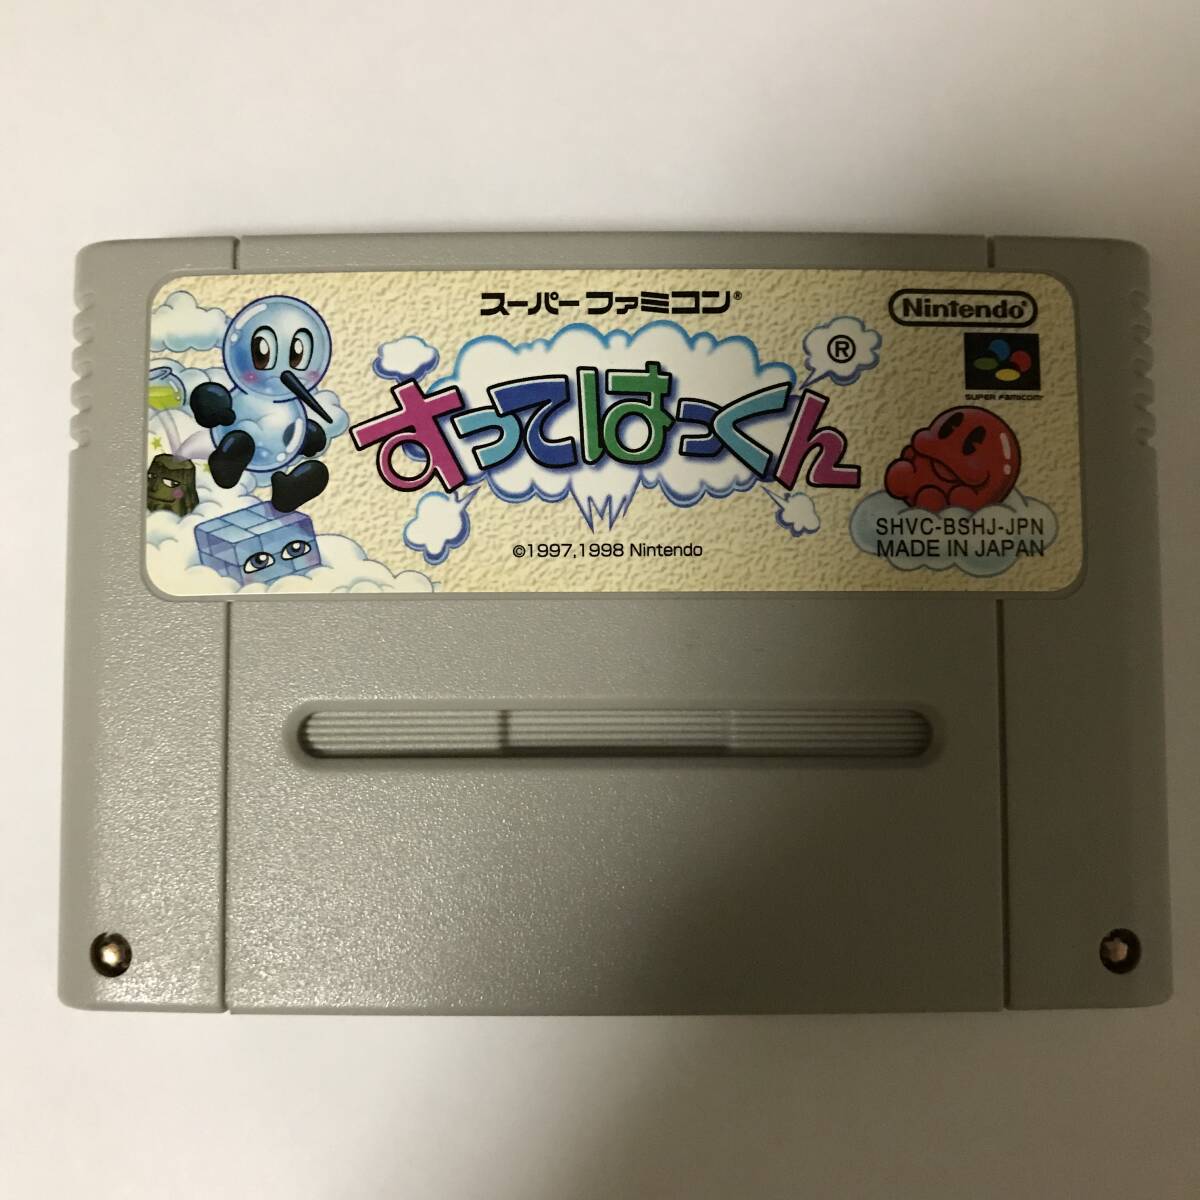 スーパーファミコン®
Nintendo®
SUPER FAMICOM™
®
すってはっくん
SHVC-BSHJ-JPN
MADE IN JAPAN
©1997,1998 Nintendo